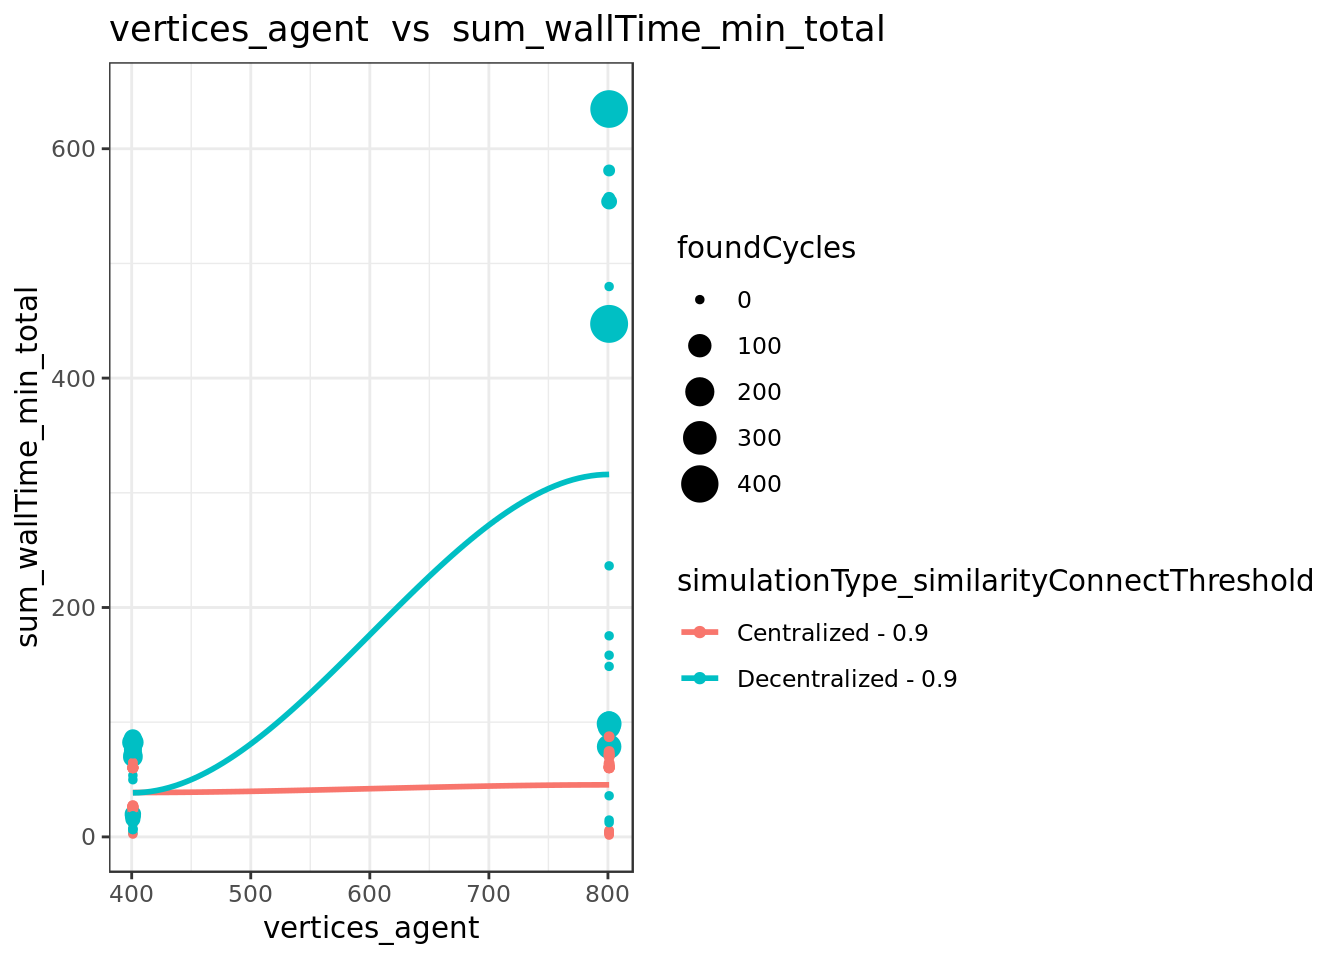 vertices_agent  vs  sum_wallTime_min_total
sum_wallTime_min_total
600
400
200
0
400 500 600 700 800
vertices_agent
foundCycles
0
100
200
300
400
simulationType_similarityConnectThreshold
Centralized - 0.9
Decentralized - 0.9